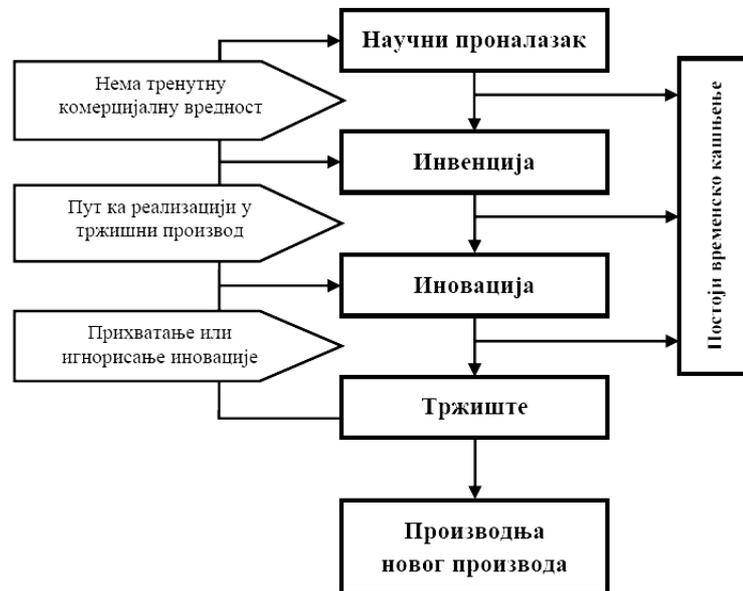 Научни проналазак
Нема тренутну
комерцијалну вредност
Инвенција
Пут ка реализацији у
тржишни производ
Иновација
Прихватање или
игнорисање иновације
Тржиште
Производња
новог производа
Постоји временско кашњење